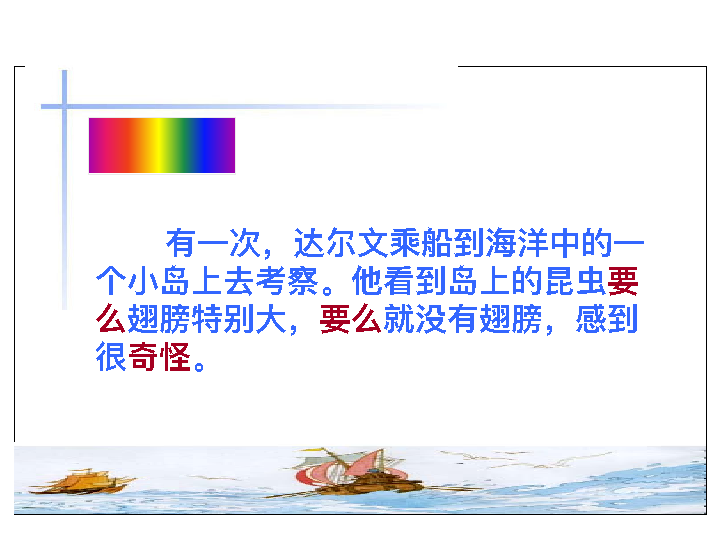 有一次，达尔文乘船到海洋中的一
个小岛上去考察。他看到岛上的昆虫要
么翅膀特别大，要么就没有翅膀，感到
很奇怪。